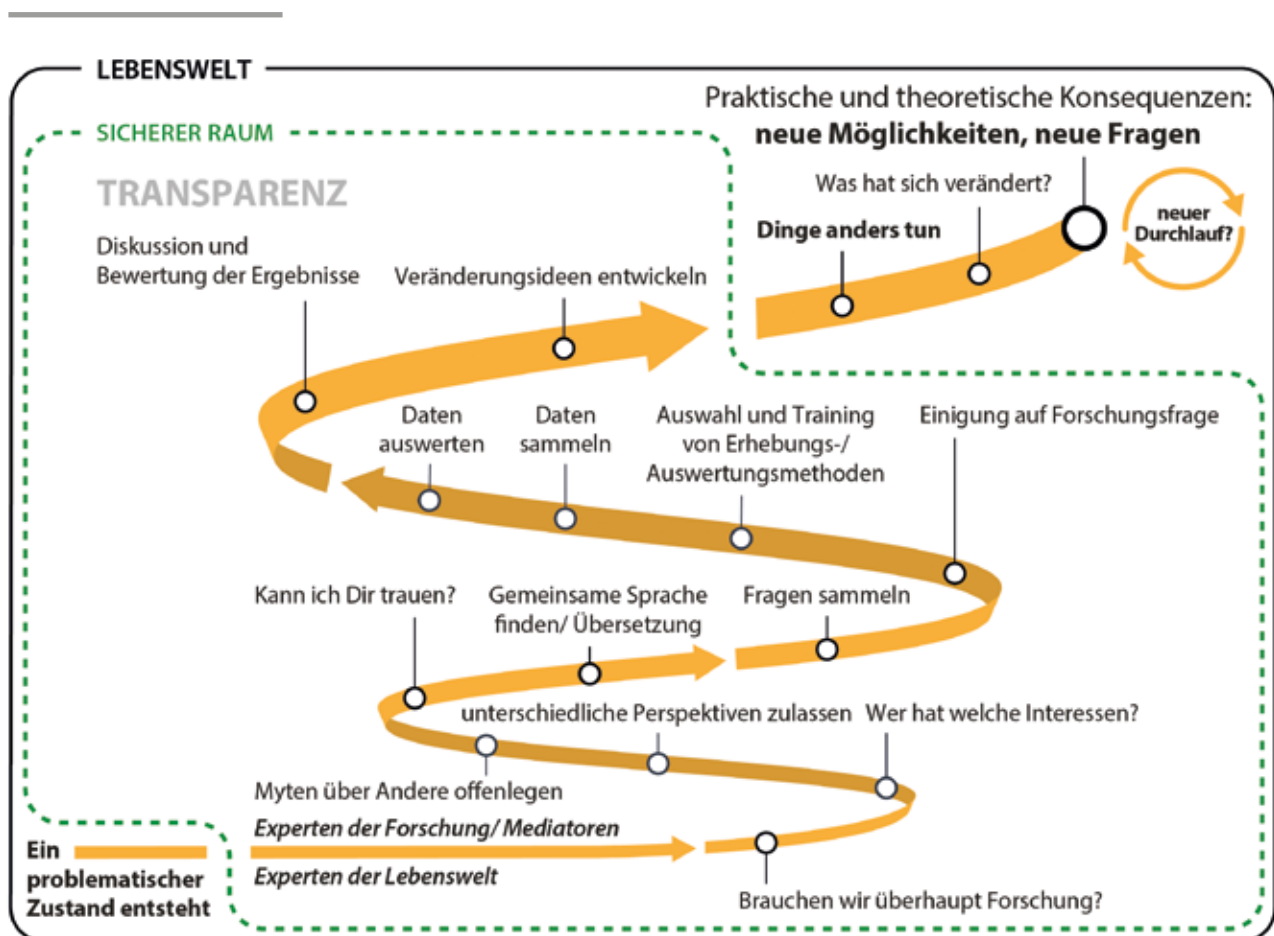 LEBENSWELT
Praktische und theoretische Konsequenzen:
neue Möglichkeiten, neue Fragen
SICHERER RAUM
TRANSPARENZ
Was hat sich verändert?
Dinge anders tun
neuer
Durchlauf?
Diskussion und
Bewertung der Ergebnisse
Veränderungsideen entwickeln
Daten
auswerten
Daten
sammeln
Auswahl und Training
von Erhebungs-/
Auswertungsmethoden
Einigung auf Forschungsfrage
Kann ich Dir trauen?
Gemeinsame Sprache
finden/ Übersetzung
Fragen sammeln
unterschiedliche Perspektiven zulassen
Wer hat welche Interessen?
Myten über Andere offenlegen
Experten der Forschung/ Mediatoren
Experten der Lebenswelt
Ein
problematischer
Zustand entsteht
Brauchen wir überhaupt Forschung?